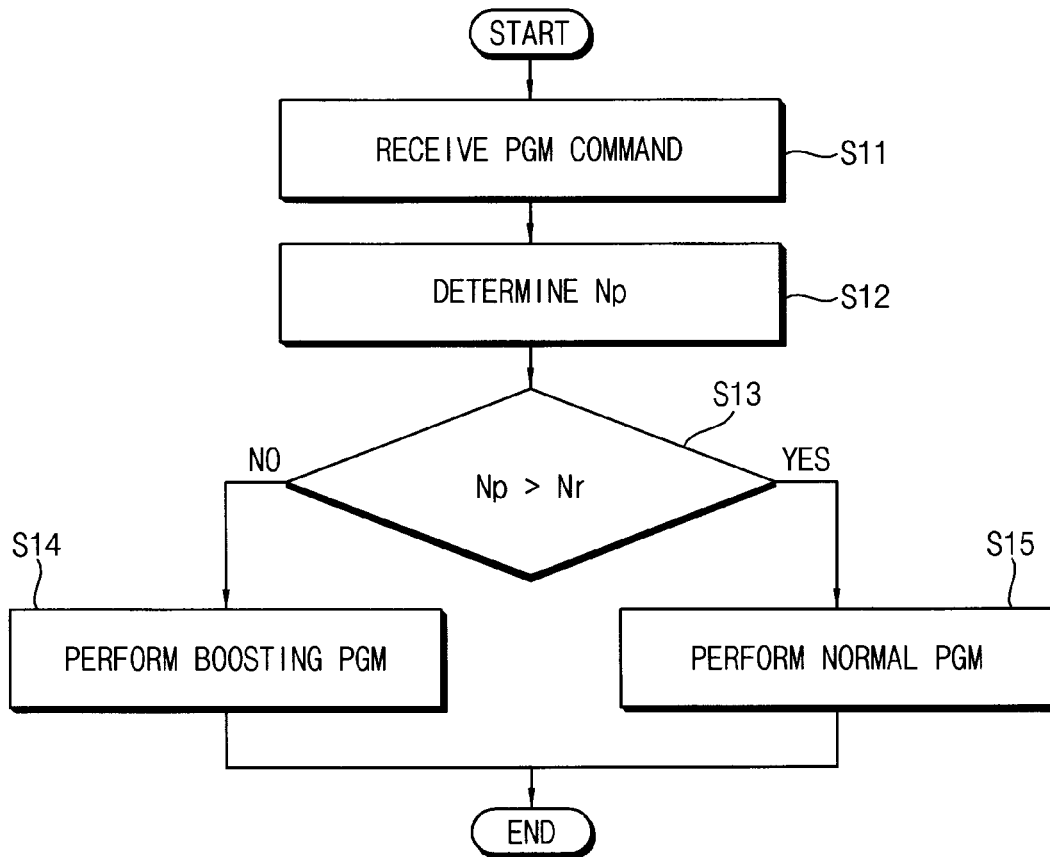 START
RECEIVE PGM COMMAND
S11
DETERMINE Np
S12
S13
NO
YES
Np > Nr
S14
S15
PERFORM BOOSTING PGM
PERFORM NORMAL PGM
END